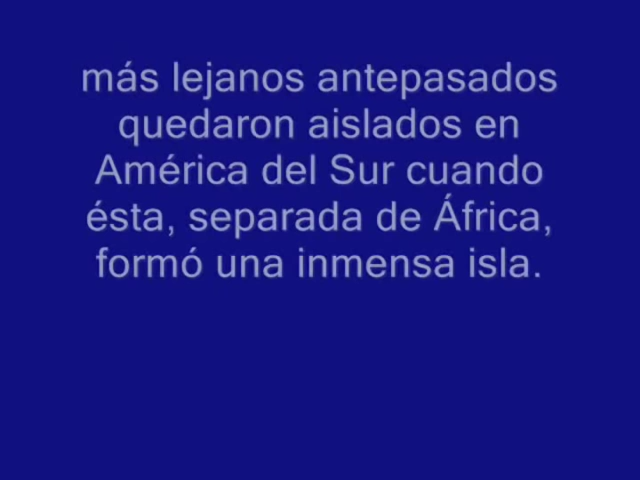 más lejanos antepasados
quedaron aislados en
América del Sur cuando
ésta, separada de África,
formó una inmensa isla.